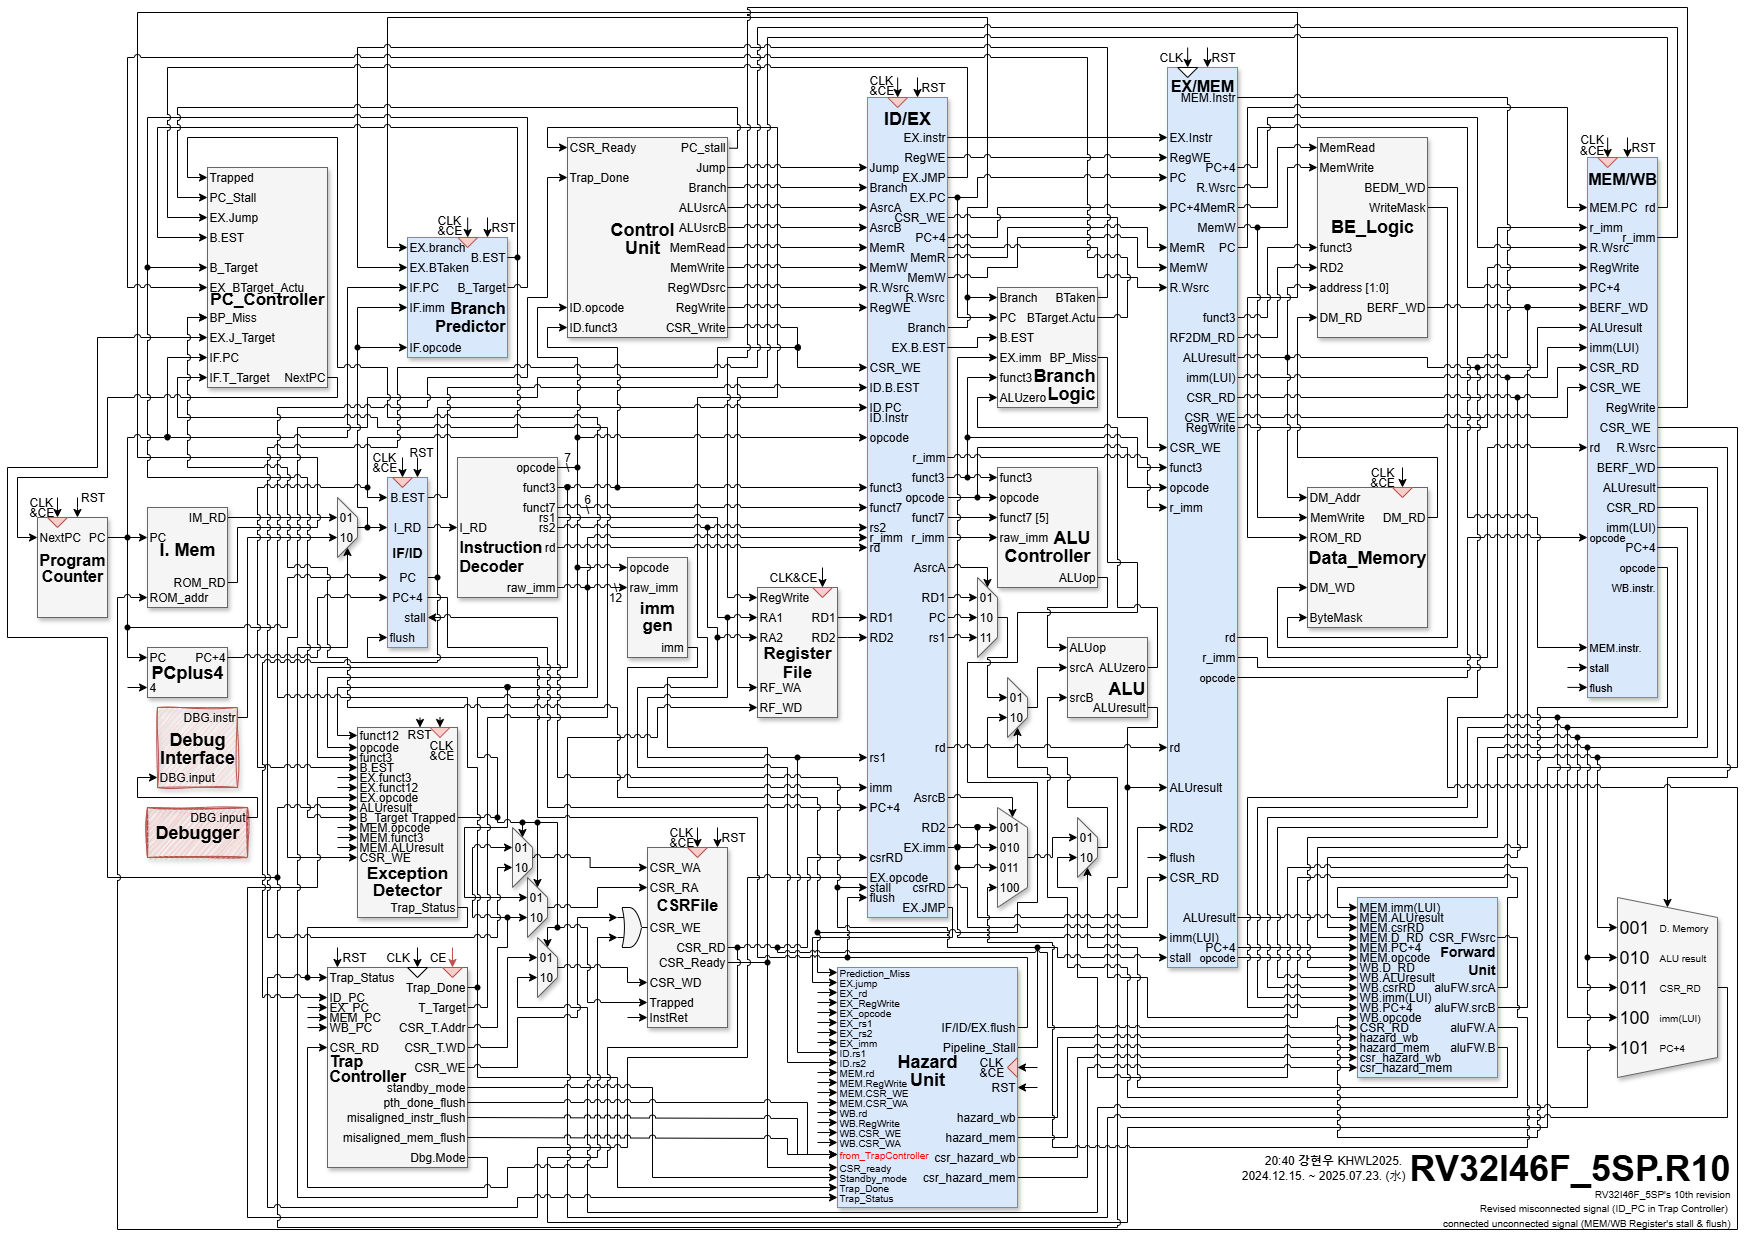 CLK
&CE
RST
ID/EX
EX.instr
RegWE
Jump
EX.JMP
Branch
EX.PC
AsrcA
CSR_WE
AsrcB
PC+4
MemR
MemR
MemW
MemW
R.Wsrc
R.Wsrc
RegWE
Branch
EX.B.EST
CSR_WE
ID.B.EST
ID.PC
ID.Instr
opcode
r_imm
funct3
funct3
opcode
funct7
funct7
rs2
r_imm
r_imm
rd
AsrcA
RD1
RD1
PC
RD2
rs1
rd
rs1
imm
AsrcB
PC+4
RD2
EX.imm
csrRD
EX.opcode
stall
csrRD
flush
EX.JMP
CLK
RST
EX/MEM
MEM.Instr
EX.Instr
RegWE
PC+4
PC
R.Wsrc
PC+4
MemR
MemW
MemR
PC
MemW
R.Wsrc
funct3
RF2DM_RD
ALUresult
imm(LUI)
CSR_RD
CSR_WE
RegWrite
CSR_WE
funct3
opcode
r_imm
rd
r_imm
opcode
rd
ALUresult
RD2
flush
CSR_RD
ALUresult
imm(LUI)
PC+4
stall
opcode
MemRead
MemWrite
BEDM_WD
WriteMask
BE_Logic
funct3
RD2
address [1:0]
BERF_WD
DM_RD
CLK
&CE
RST
MEM/WB
MEM.PC
rd
r_imm
r_imm
R.Wsrc
RegWrite
PC+4
BERF_WD
ALUresult
imm(LUI)
CSR_RD
CSR_WE
RegWrite
CSR_WE
rd
R.Wsrc
BERF_WD
ALUresult
CSR_RD
imm(LUI)
opcode
PC+4
opcode
WB.instr.
MEM.instr.
stall
flush
Trapped
PC_Stall
EX.Jump
B.EST
B_Target
EX_BTarget_Actu
PC_Controller
BP_Miss
EX.J_Target
IF.PC
IF.T_Target
NextPC
CLK
&CE
RST
EX.branch
B.EST
EX.BTaken
IF.PC
B_Target
IF.imm
Branch
Predictor
IF.opcode
CSR_Ready
PC_stall
Jump
Trap_Done
Branch
ALUsrcA
Control
Unit
ALUsrcB
MemRead
MemWrite
RegWDsrc
ID.opcode
RegWrite
ID.funct3
CSR_Write
Branch
BTaken
PC
BTarget.Actu
B.EST
EX.imm
BP_Miss
funct3
Branch
Logic
ALUzero
CLK
&CE
RST
NextPC
PC
Program
Counter
IM_RD
PC
I. Mem
ROM_RD
ROM_addr
01
10
CLK
&CE
RST
B.EST
I_RD
IF/ID
PC
PC+4
stall
flush
opcode
7
funct3
6
funct7
rs1
I_RD
rs2
Instruction
Decoder
rd
raw_imm
12
opcode
raw_imm
imm
gen
imm
CLK&CE
RegWrite
RA1
RD1
RA2
RD2
Register
File
RF_WA
RF_WD
funct3
opcode
funct7 [5]
raw_imm
ALU
Controller
ALUop
01
10
11
ALUop
srcA
ALUzero
ALU
srcB
ALUresult
01
10
CLK
&CE
DM_Addr
MemWrite
DM_RD
ROM_RD
Data_Memory
DM_WD
ByteMask
PC
PC+4
PCplus4
4
DBG.instr
Debug
Interface
DBG.input
DBG.input
Debugger
RST
CLK
&CE
funct12
opcode
funct3
B.EST
EX.funct3
EX.funct12
EX.opcode
ALUresult
B_Target
Trapped
MEM.opcode
MEM.funct3
MEM.ALUresult
CSR_WE
Exception
Detector
Trap_Status
01
10
01
10
01
10
CLK
&CE
RST
CSR_WA
CSR_RA
CSRFile
CSR_WE
CSR_RD
CSR_Ready
CSR_WD
Trapped
InstRet
001
010
011
100
01
10
RST
CLK
CE
Trap_Status
Trap_Done
ID_PC
EX_PC
T_Target
MEM_PC
WB_PC
CSR_T.Addr
CSR_RD
CSR_T.WD
Trap
Controller
CSR_WE
standby_mode
pth_done_flush
misaligned_instr_flush
misaligned_mem_flush
Dbg.Mode
Prediction_Miss
EX.jump
EX_rd
EX_RegWrite
EX_opcode
EX_rs1
EX_rs2
EX_imm
ID.rs1
ID.rs2
MEM.rd
MEM.RegWrite
MEM.CSR_WE
MEM.CSR_WA
WB.rd
WB.RegWrite
WB.CSR_WE
WB.CSR_WA
from_TrapController
CSR_ready
Standby_mode
Trap_Done
Trap_Status
IF/ID/EX.flush
Pipeline_Stall
Hazard
Unit
CLK
&CE
RST
hazard_wb
hazard_mem
csr_hazard_wb
csr_hazard_mem
MEM.imm(LUI)
MEM.ALUresult
MEM.csrRD
MEM.D_RD
MEM.PC+4
MEM.opcode
WB.D_RD
WB.ALUresult
WB.csrRD
WB.imm(LUI)
WB.PC+4
WB.opcode
CSR_RD
hazard_wb
hazard_mem
csr_hazard_wb
csr_hazard_mem
CSR_FWsrc
Forward
Unit
aluFW.srcA
aluFW.srcB
aluFW.A
aluFW.B
001 D. Memory
010 ALU result
011 CSR_RD
100 imm(LUI)
101 PC+4
20:40 강현우 KHWL2025.
2024.12.15. ~ 2025.07.23. (水)
RV32I46F_5SP.R10
RV32I46F_5SP's 10th revision
Revised misconnected signal (ID_PC in Trap Controller)
connected unconnected signal (MEM/WB Register's stall & flush)